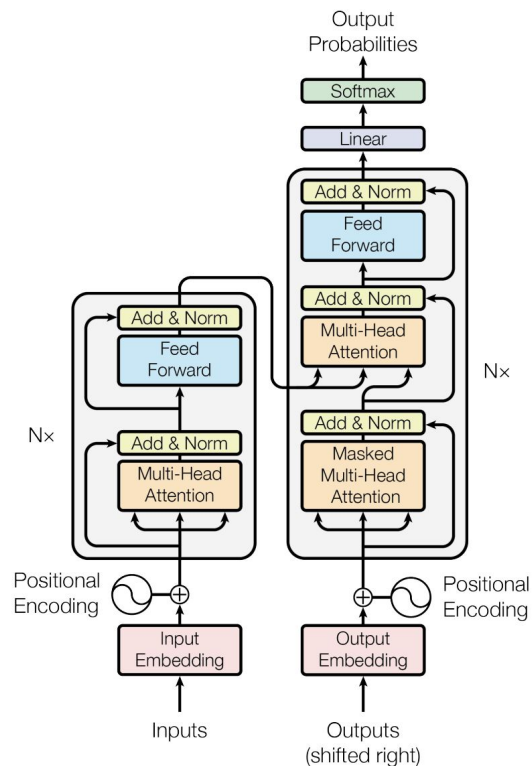 Output
Probabilities
Softmax
Linear
Add & Norm
Feed
Forward
Add & Norm
Multi-Head
Attention
Add & Norm
Masked
Multi-Head
Attention
N×
Positional
Encoding
Output
Embedding
Outputs
(shifted right)
Add & Norm
Feed
Forward
Add & Norm
Multi-Head
Attention
N×
Positional
Encoding
Input
Embedding
Inputs